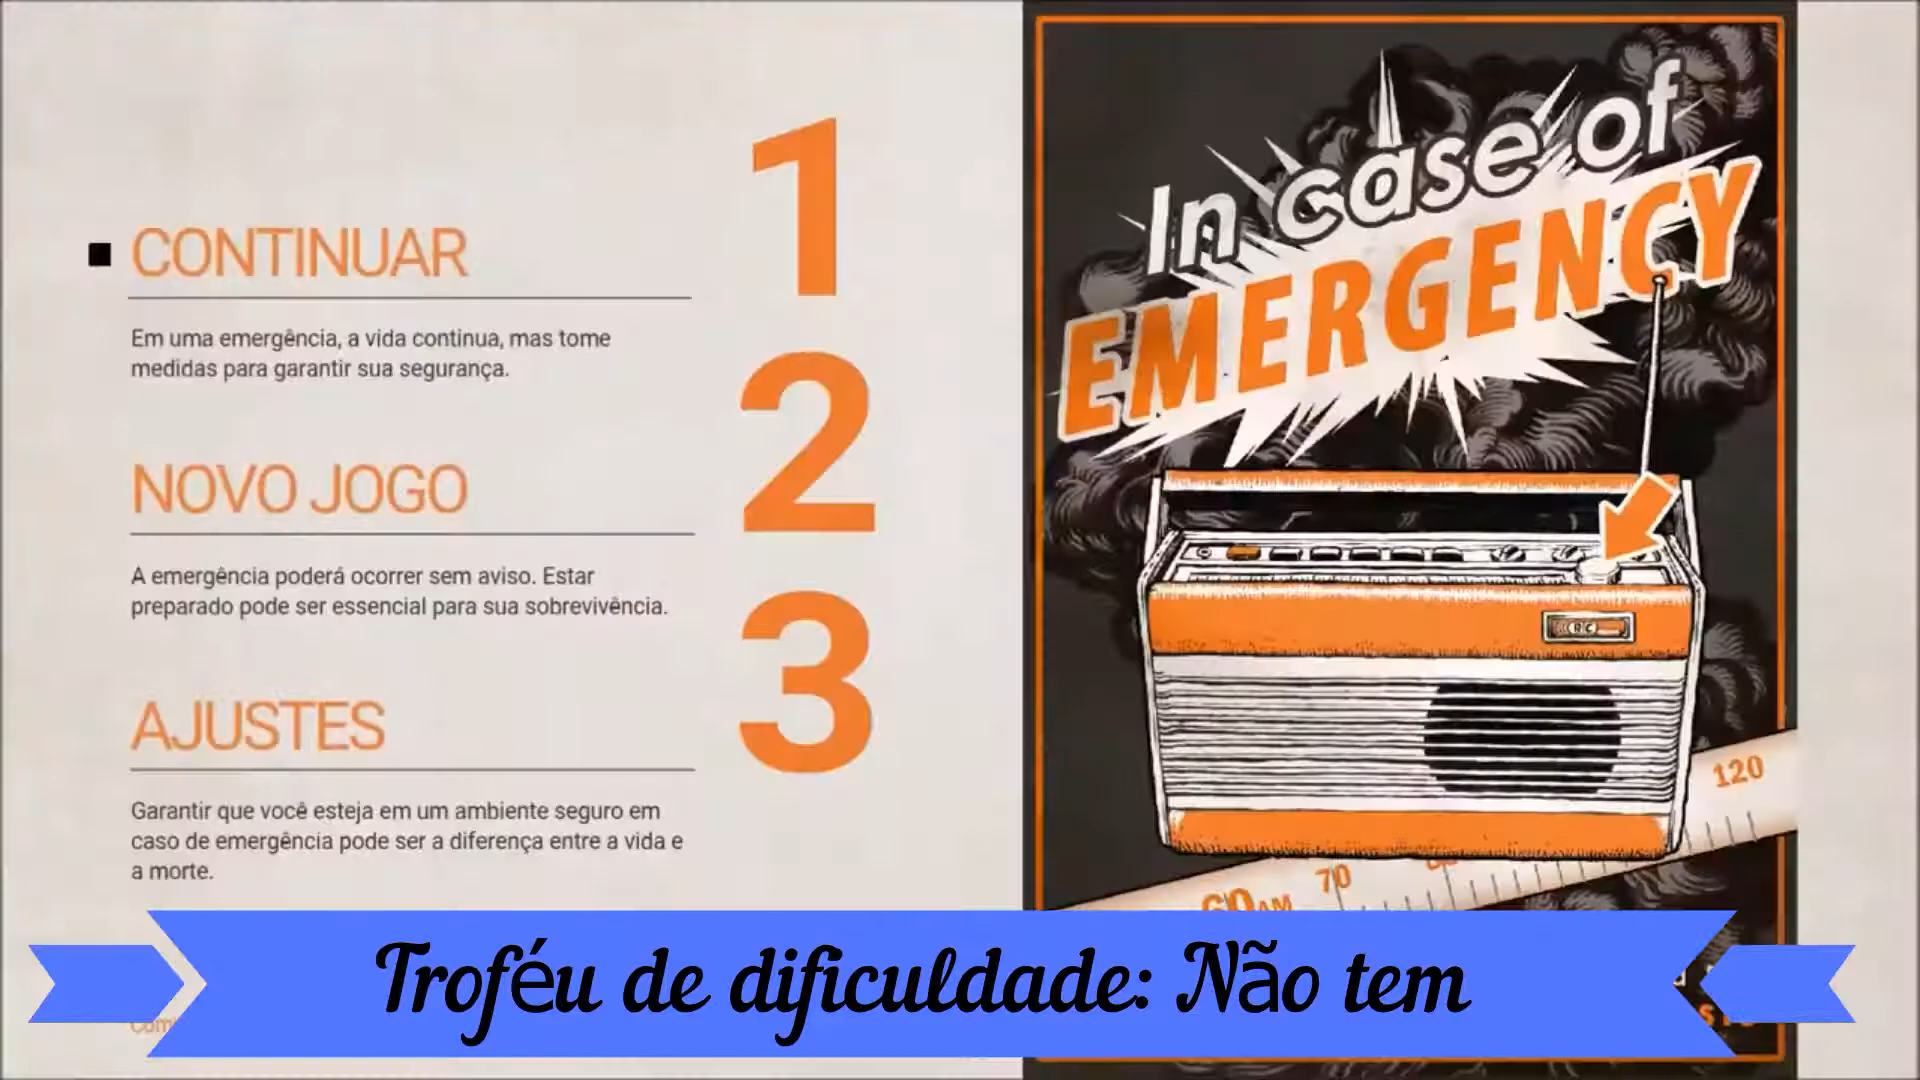 CONTINUAR
Em uma emergência, a vida continua, mas tome
medidas para garantir sua segurança.
NOVO JOGO
A emergência poderá ocorrer sem aviso. Estar
preparado pode ser essencial para sua sobrevivência.
AJUSTES
Garantir que você esteja em um ambiente seguro em
caso de emergência pode ser a diferença entre a vida e
a morte.
1
2
3
In case of
EMERGENCY
120
70
60 AM
Troféu de dificuldade: Não tem